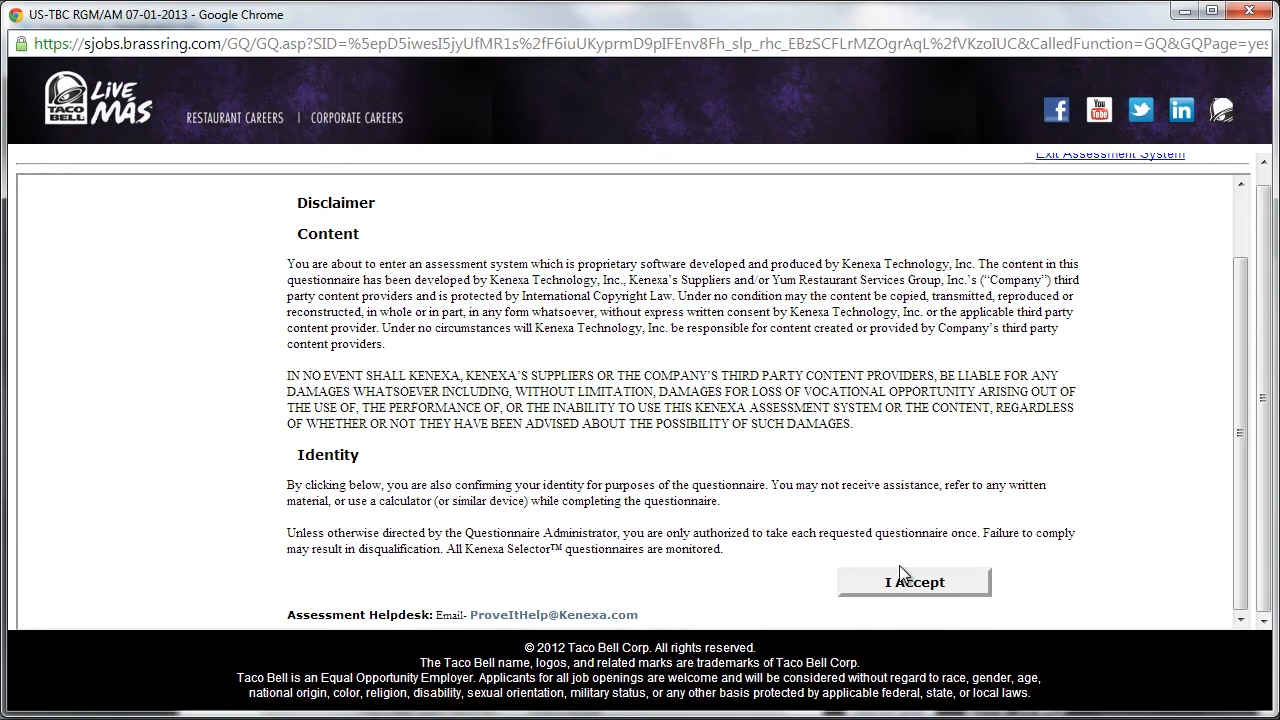 US-TBC RGM/AM 07-01-2013 - Google Chrome
https://sjobs.brassring.com/GQ/GQ.asp?SID=%5epD5iwesI5jyUfMR1s%2fF6iuUKyprmD9pIFEnv8Fh_slp_rhc_EBzSCFLrMZOgrAqL%2fVKzoIUC&CalledFunction=GQ&GQPage=yes
TACO BELL LIVE MÁS
RESTAURANT CAREERS | CORPORATE CAREERS
Exit Assessment System
Disclaimer
Content
You are about to enter an assessment system which is proprietary software developed and produced by Kenexa Technology, Inc. The content in this
questionnaire has been developed by Kenexa Technology, Inc., Kenexa's Suppliers and/or Yum Restaurant Services Group, Inc.'s (“Company”) third
party content providers and is protected by International Copyright Law. Under no condition may the content be copied, transmitted, reproduced or
reconstructed, in whole or in part, in any form whatsoever, without express written consent by Kenexa Technology, Inc. or the applicable third party
content provider. Under no circumstances will Kenexa Technology, Inc. be responsible for content created or provided by Company's third party
content providers.
IN NO EVENT SHALL KENEXA, KENEXA'S SUPPLIERS OR THE COMPANY'S THIRD PARTY CONTENT PROVIDERS, BE LIABLE FOR ANY
DAMAGES WHATSOEVER INCLUDING, WITHOUT LIMITATION, DAMAGES FOR LOSS OF VOCATIONAL OPPORTUNITY ARISING OUT OF
THE USE OF, THE PERFORMANCE OF, OR THE INABILITY TO USE THIS KENEXA ASSESSMENT SYSTEM OR THE CONTENT, REGARDLESS
OF WHETHER OR NOT THEY HAVE BEEN ADVISED ABOUT THE POSSIBILITY OF SUCH DAMAGES.
Identity
By clicking below, you are also confirming your identity for purposes of the questionnaire. You may not receive assistance, refer to any written
material, or use a calculator (or similar device) while completing the questionnaire.
Unless otherwise directed by the Questionnaire Administrator, you are only authorized to take each requested questionnaire once. Failure to comply
may result in disqualification. All Kenexa Selector™ questionnaires are monitored.
I Accept
Assessment Helpdesk: Email- ProveItHelp@Kenexa.com
© 2012 Taco Bell Corp. All rights reserved.
The Taco Bell name, logos, and related marks are trademarks of Taco Bell Corp.
Taco Bell is an Equal Opportunity Employer. Applicants for all job openings are welcome and will be considered without regard to race, gender, age,
national origin, color, religion, disability, sexual orientation, military status, or any other basis protected by applicable federal, state, or local laws.